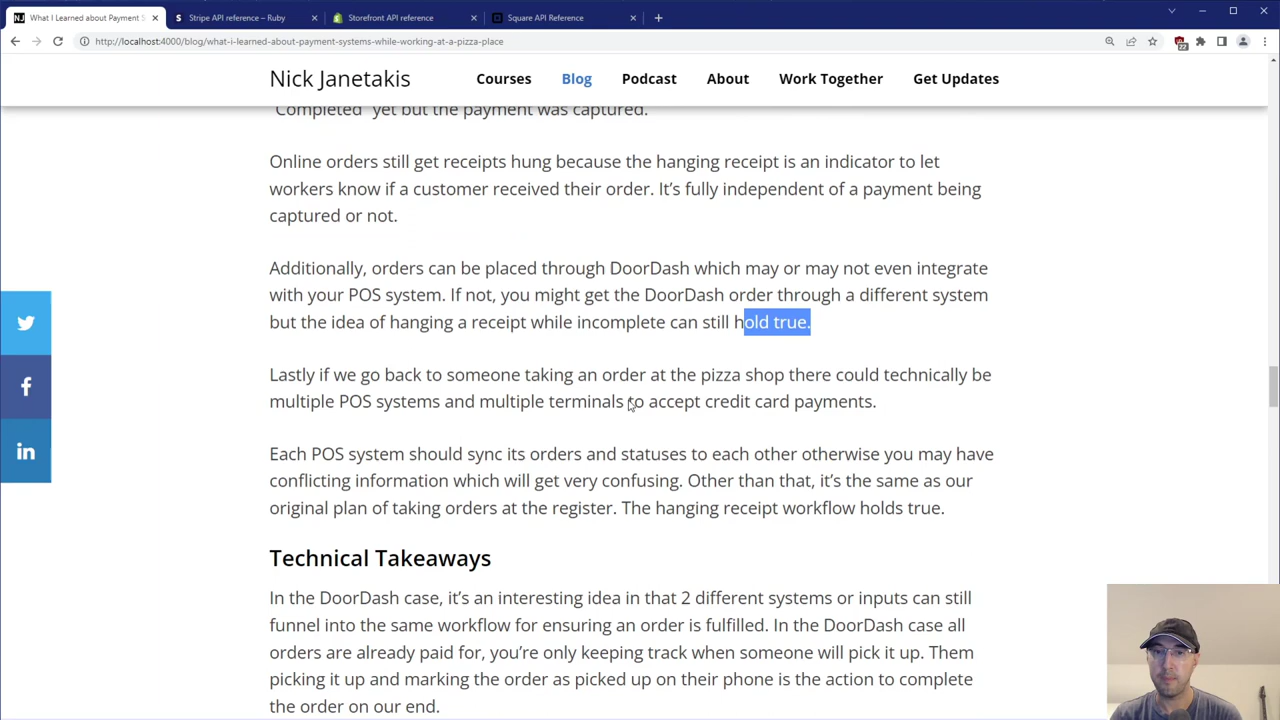 What I Learned about Payment S
Stripe API reference – Ruby
Storefront API reference
Square API Reference
http://localhost:4000/blog/what-i-learned-about-payment-systems-while-working-at-a-pizza-place
22
Nick Janetakis
Courses
Blog
Podcast
About
Work Together
Get Updates
"Completed" yet but the payment was captured.
Online orders still get receipts hung because the hanging receipt is an indicator to let
workers know if a customer received their order. It's fully independent of a payment being
captured or not.
Additionally, orders can be placed through DoorDash which may or may not even integrate
with your POS system. If not, you might get the DoorDash order through a different system
but the idea of hanging a receipt while incomplete can still hold true.
Lastly if we go back to someone taking an order at the pizza shop there could technically be
multiple POS systems and multiple terminals to accept credit card payments.
Each POS system should sync its orders and statuses to each other otherwise you may have
conflicting information which will get very confusing. Other than that, it's the same as our
original plan of taking orders at the register. The hanging receipt workflow holds true.
Technical Takeaways
In the DoorDash case, it's an interesting idea in that 2 different systems or inputs can still
funnel into the same workflow for ensuring an order is fulfilled. In the DoorDash case all
orders are already paid for, you're only keeping track when someone will pick it up. Them
picking it up and marking the order as picked up on their phone is the action to complete
the order on our end.